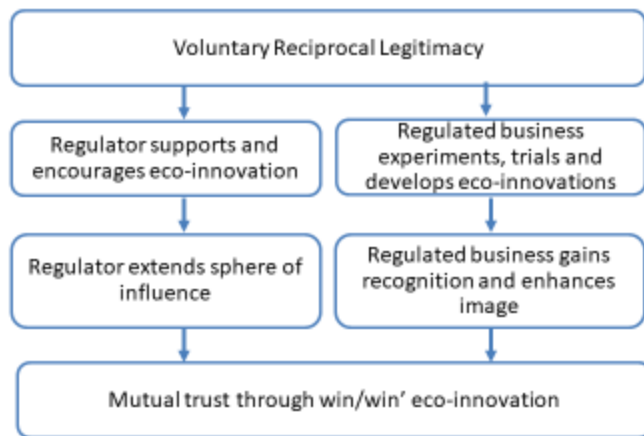 Voluntary Reciprocal Legitimacy
Regulator supports and
encourages eco-innovation
Regulated business
experiments, trials and
develops eco-innovations
Regulator extends sphere of
influence
Regulated business gains
recognition and enhances
image
Mutual trust through win/win’ eco-innovation